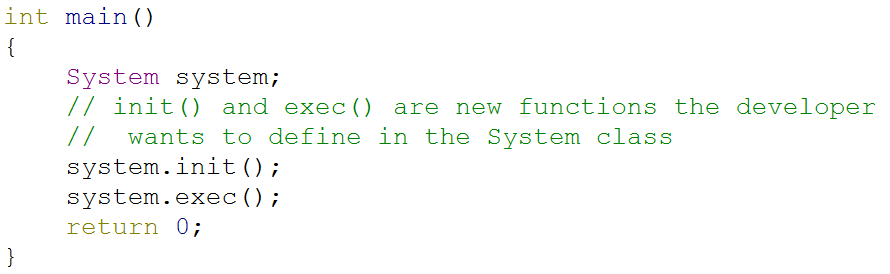 int main()
{
    System system;
    // init() and exec() are new functions the developer
    //  wants to define in the System class
    system.init();
    system.exec();
    return 0;
}